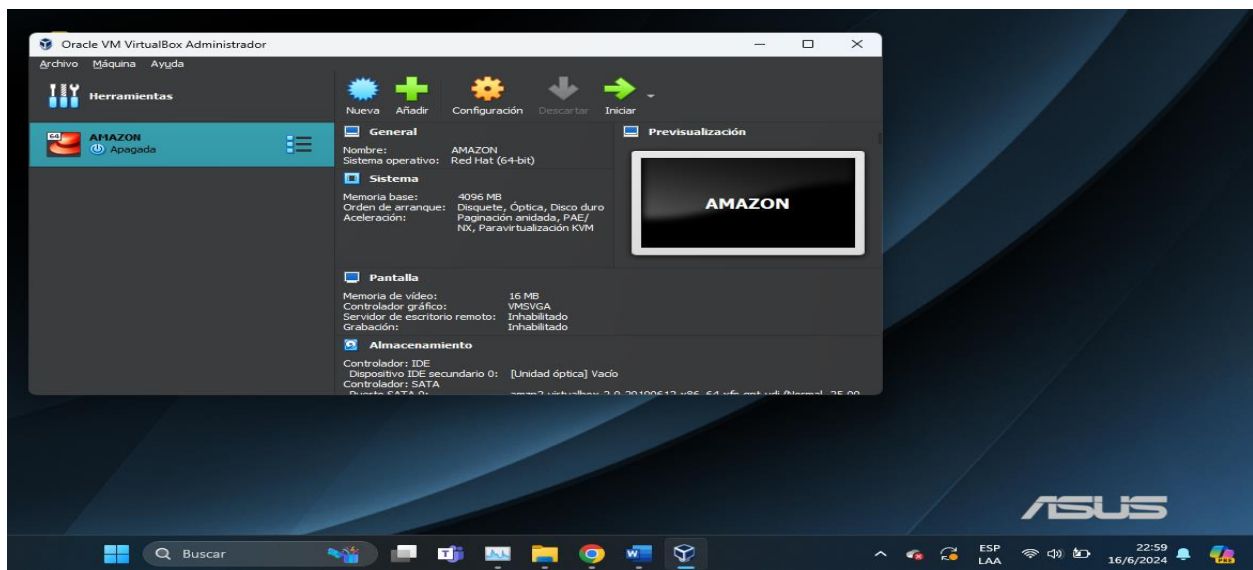 Oracle VM VirtualBox Administrador
Archivo Máquina Ayuda
Herramientas
Nueva Añadir Configuración Descartar Iniciar
64
AMAZON
Apagada
General
Nombre: AMAZON
Sistema operativo: Red Hat (64-bit)
Sistema
Memoria base: 4096 MB
Orden de arranque: Disquete, Óptica, Disco duro
Aceleración: Paginación anidada, PAE/
NX, Paravirtualización KVM
Previsualización
AMAZON
Pantalla
Memoria de vídeo: 16 MB
Controlador gráfico: VMSVGA
Servidor de escritorio remoto: Inhabilitado
Grabación: Inhabilitado
Almacenamiento
Controlador: IDE
Dispositivo IDE secundario 0: [Unidad óptica] Vacío
Controlador: SATA
Puerto SATA 0:
ASUS
Buscar
ESP
LAA
22:59
16/6/2024